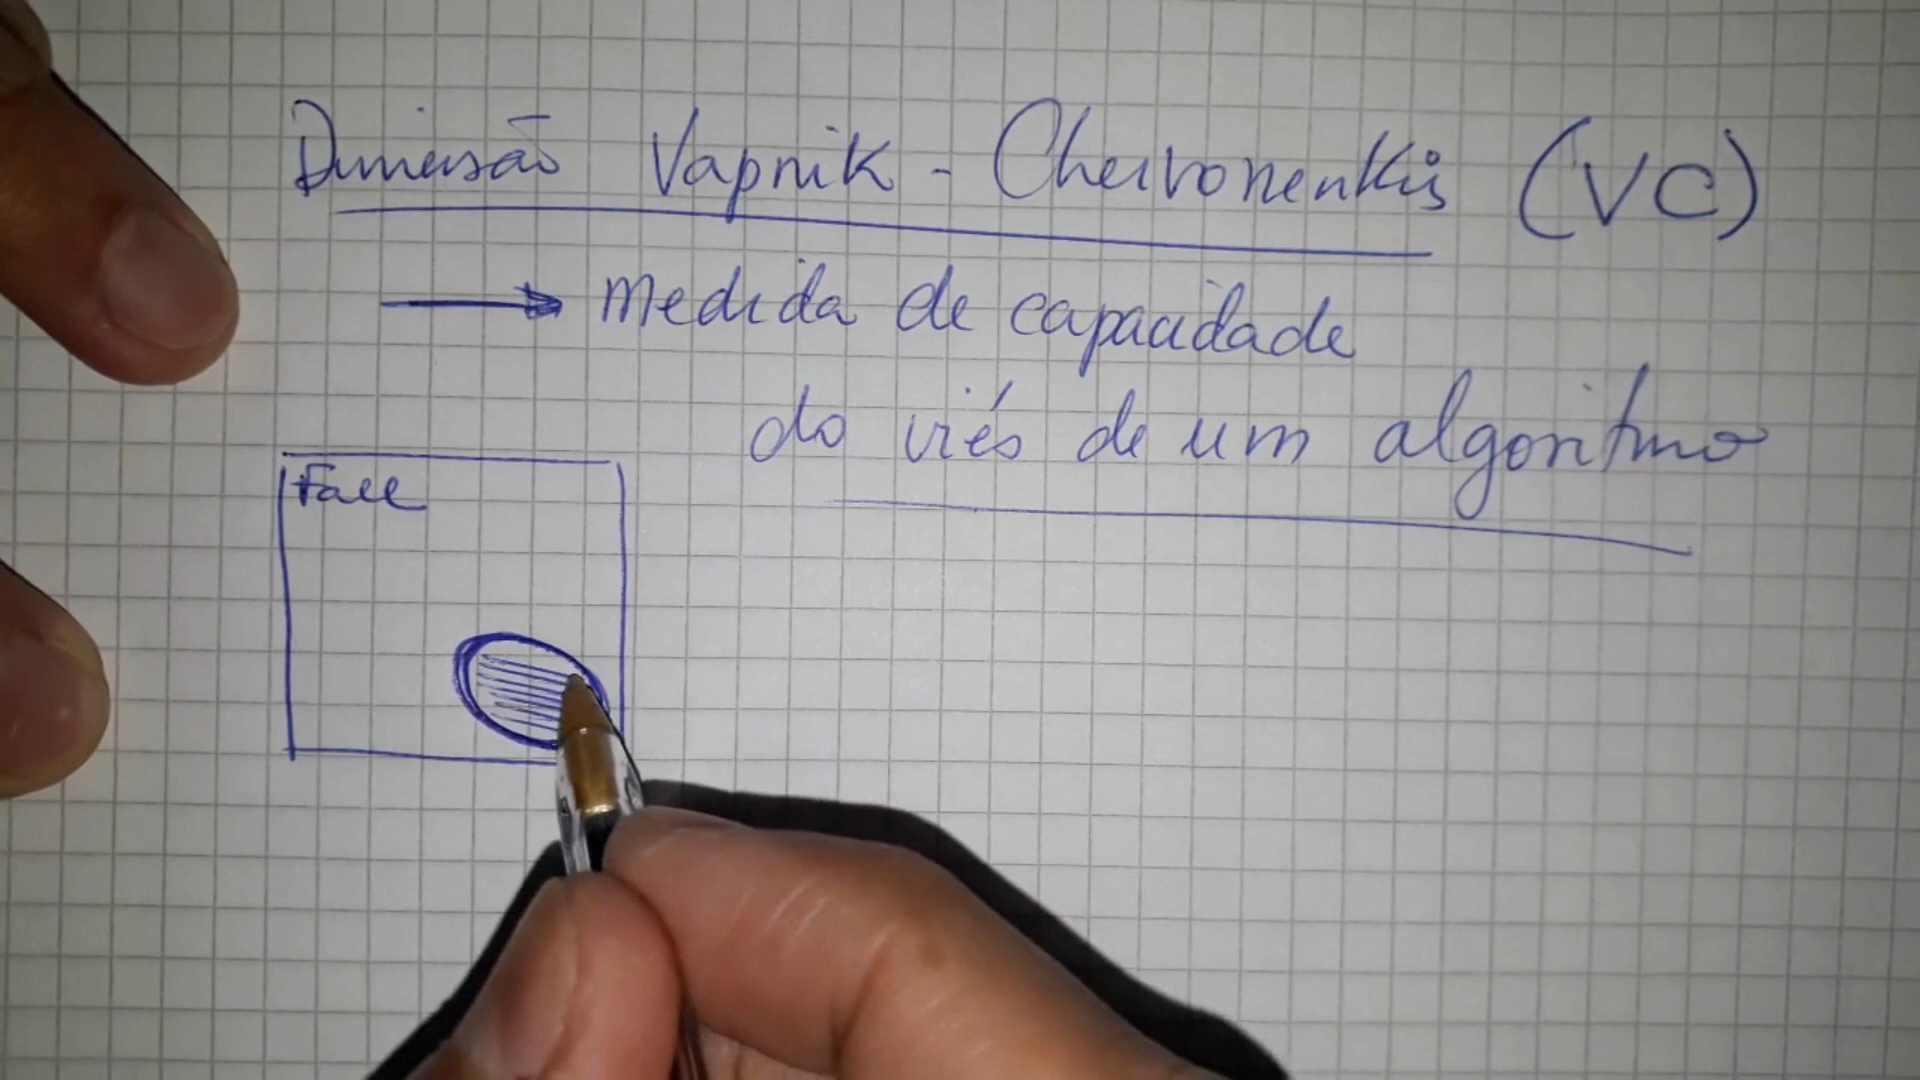 Dimensão Vapnik - Chervonenkis (VC)
→ medida de capacidade
do viés de um algoritmo
Fall